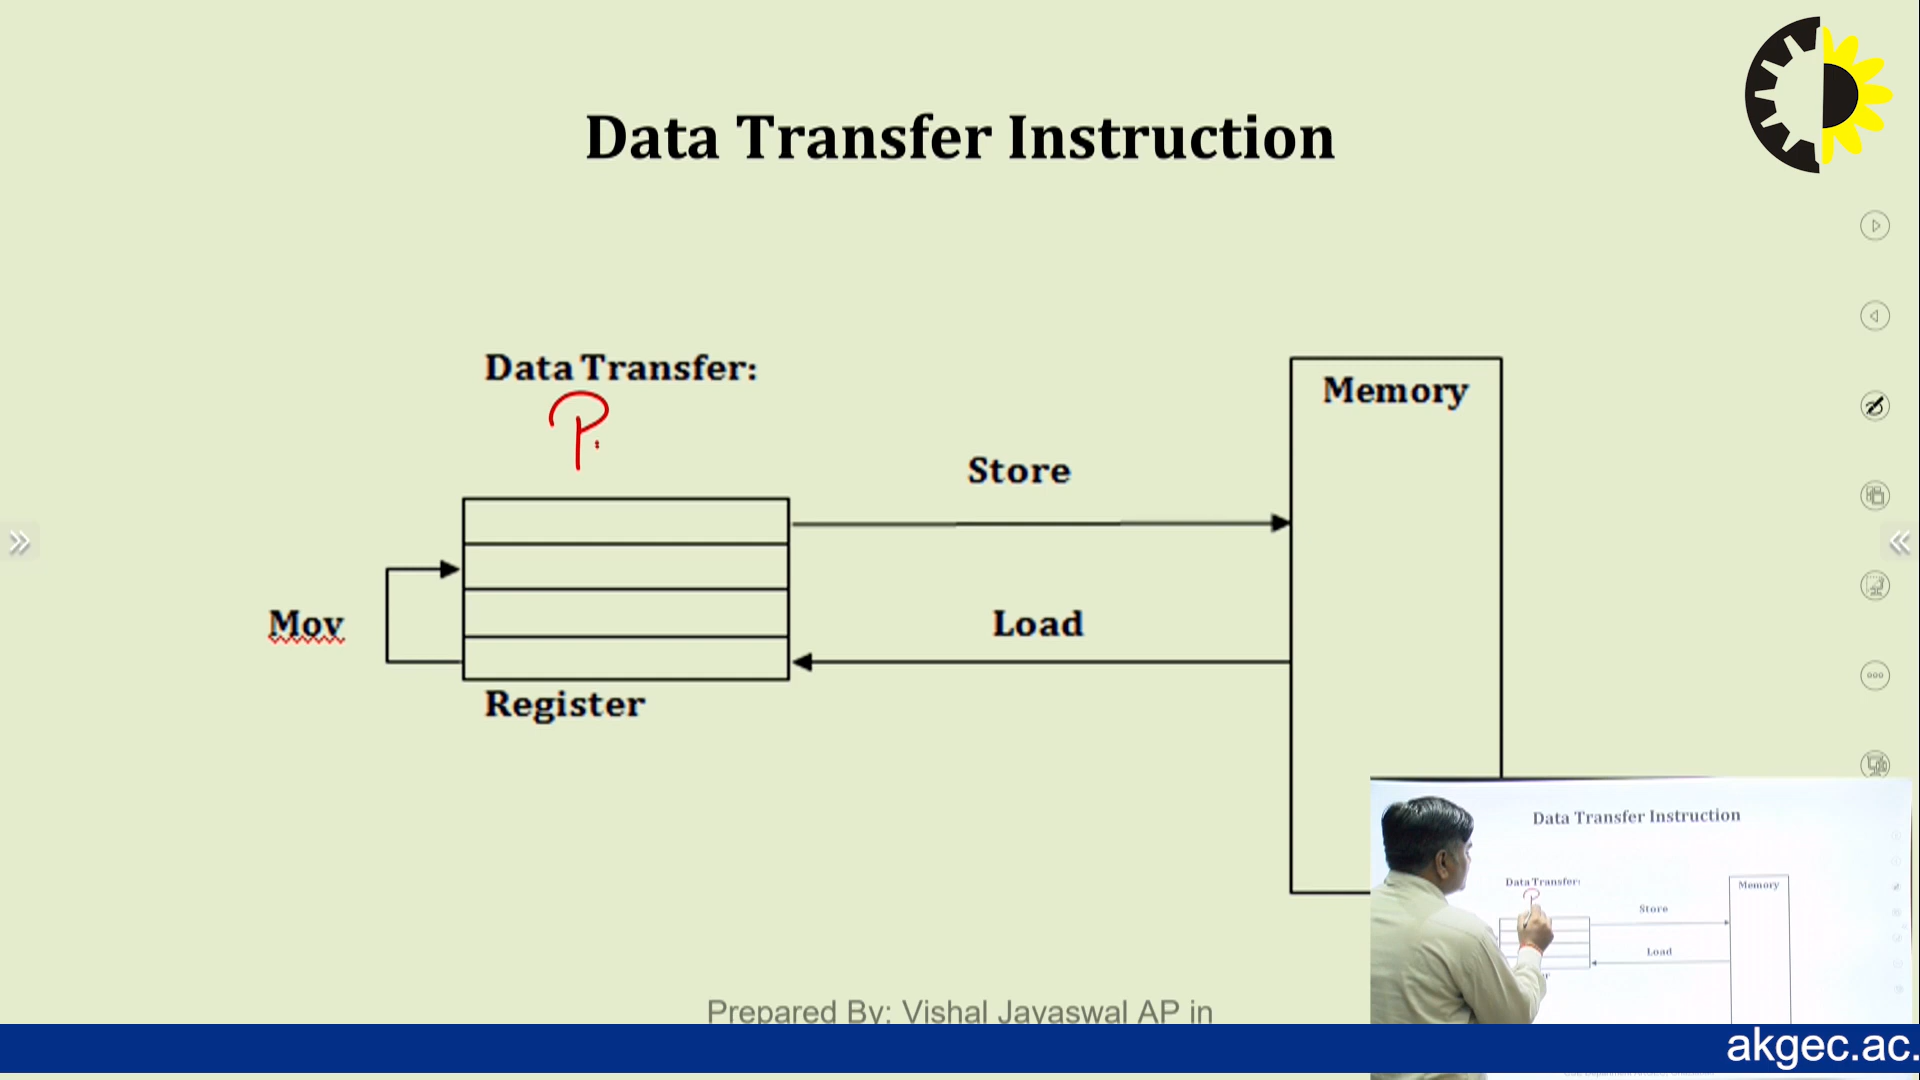 Data Transfer Instruction
Data Transfer:
P
Memory
Store
Mov
Load
Register
Data Transfer Instruction
Data Transfer:
P
Memory
Store
Load
Prepared By: Vishal Jayaswal AP in
akgec.ac.